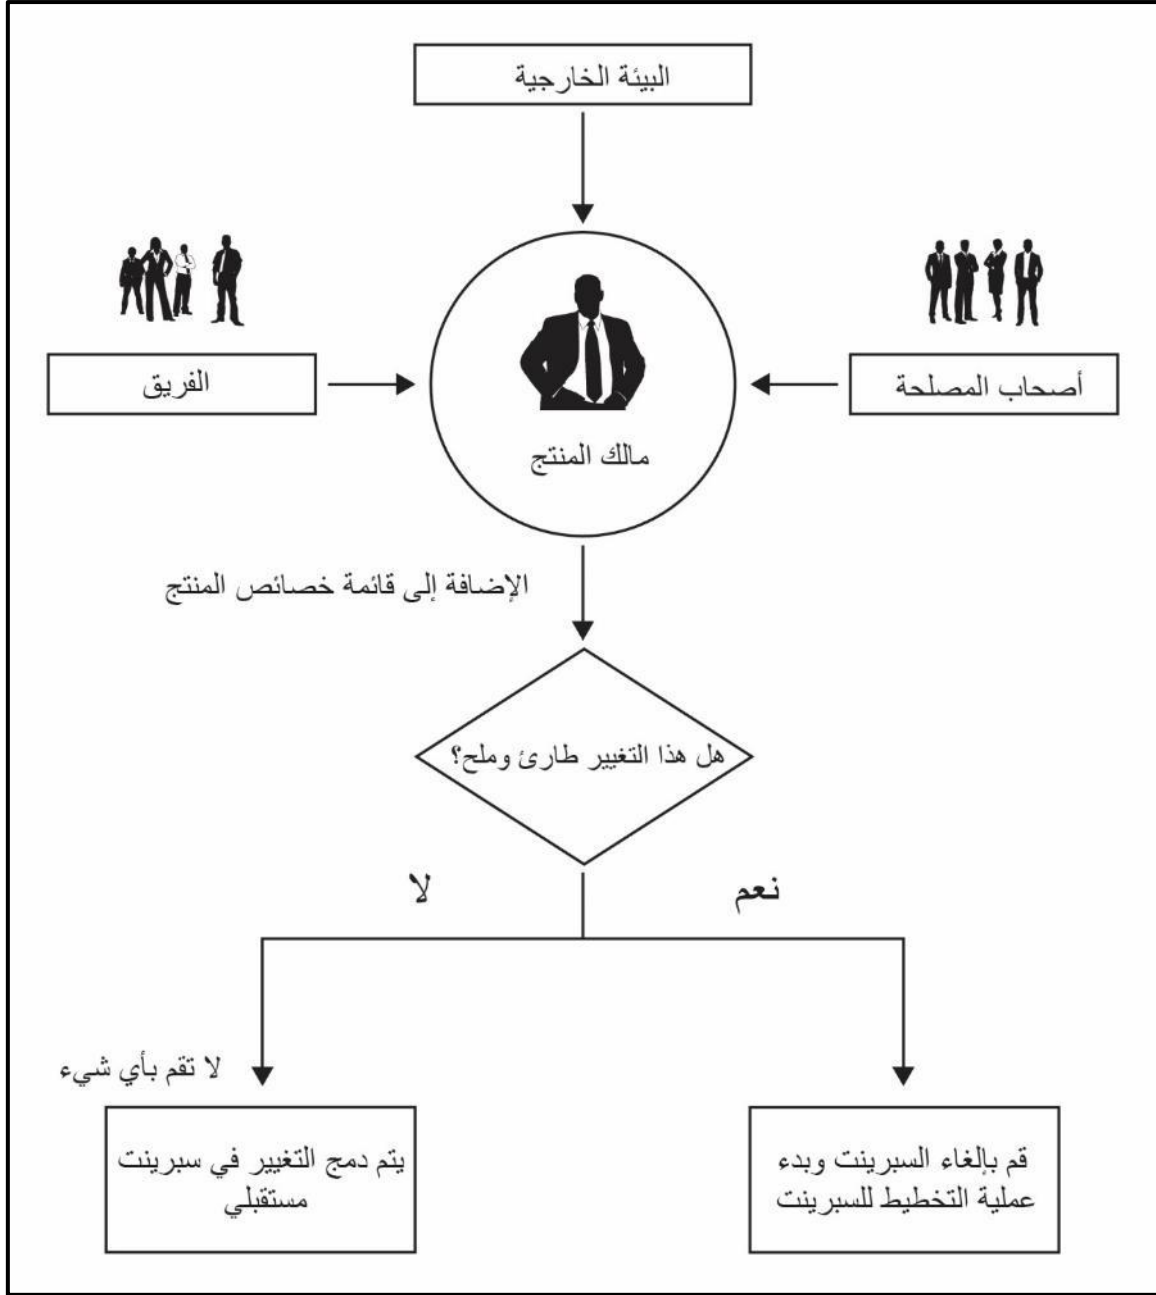 البيئة الخارجية
أصحاب المصلحة
الفريق
مالك المنتج
الإضافة إلى قائمة خصائص المنتج
هل هذا التغيير طارئ وملح؟
نعم
لا
لا تقم بأي شيء
قم بإلغاء السبرينت وبدء
عملية التخطيط للسبرينت
يتم دمج التغيير في سبرينت
مستقبلي